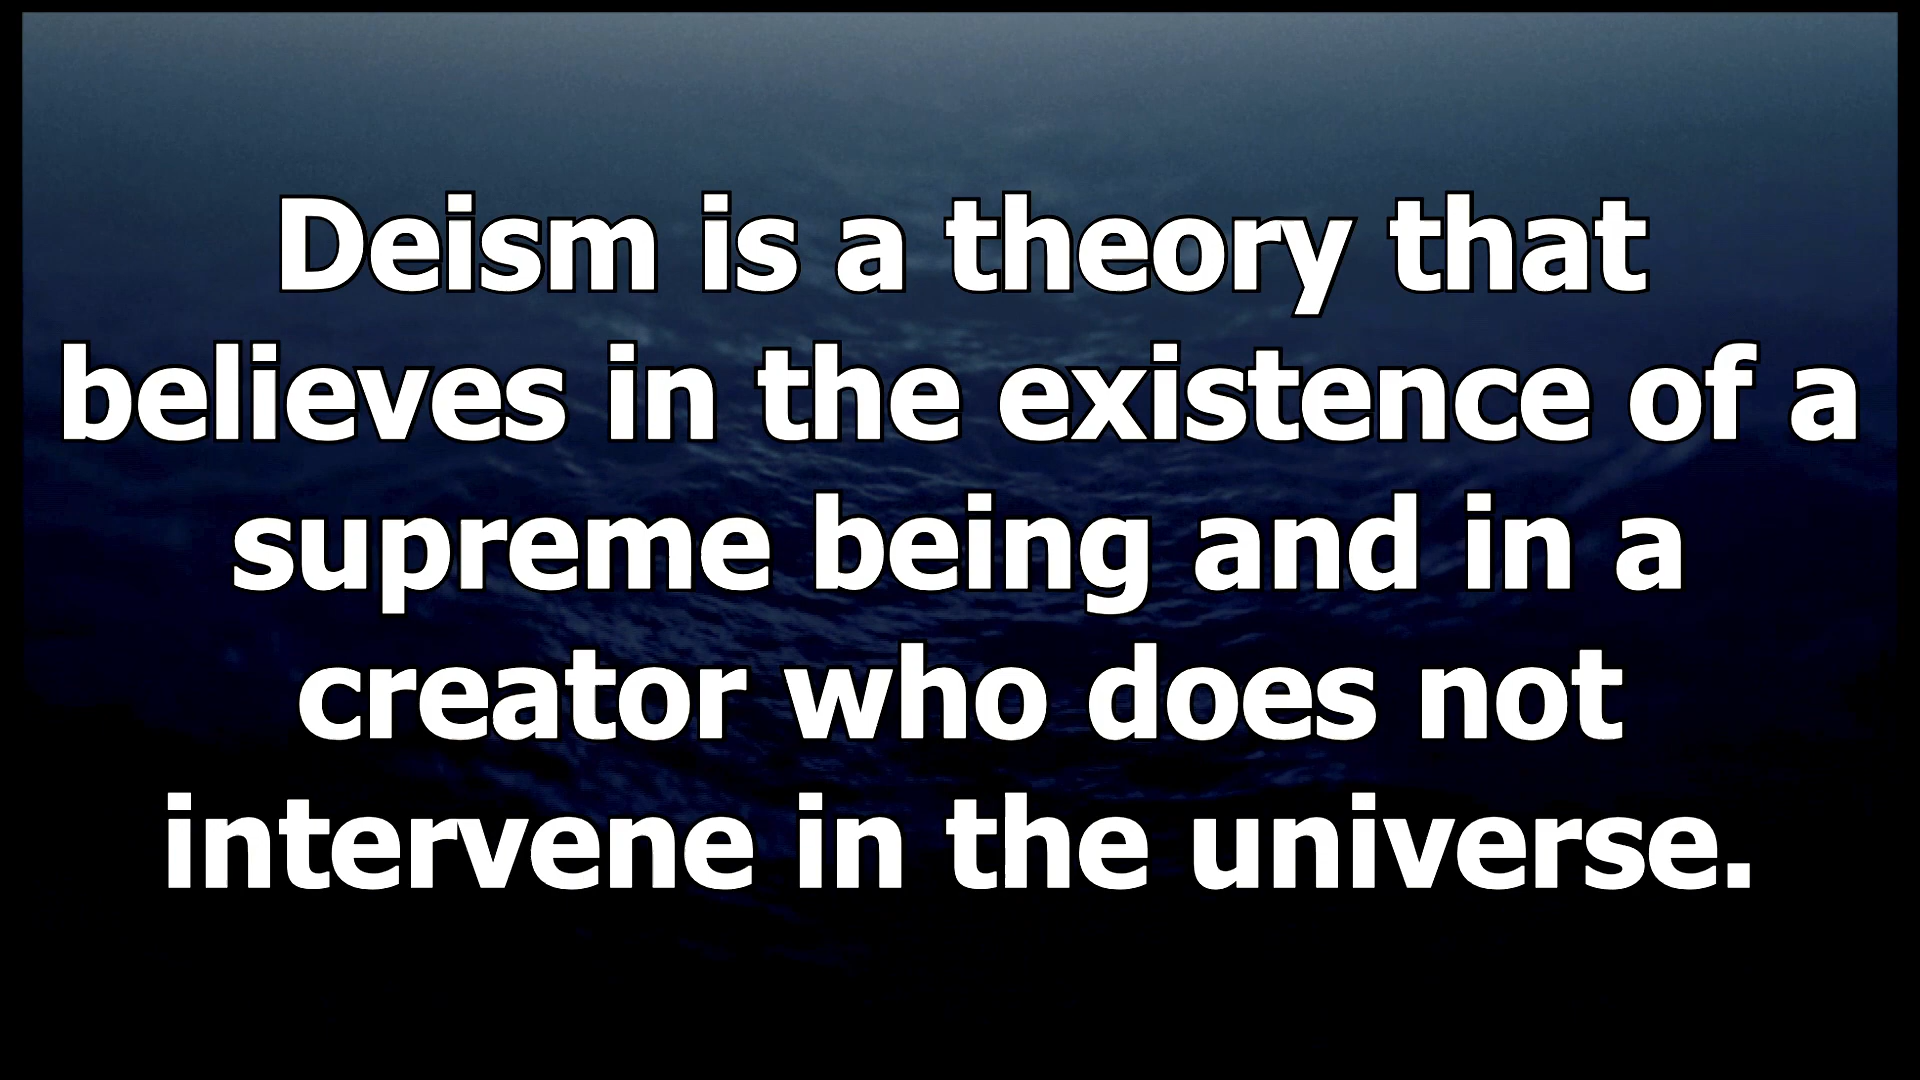 Deism is a theory that
believes in the existence of a
supreme being and in a
creator who does not
intervene in the universe.